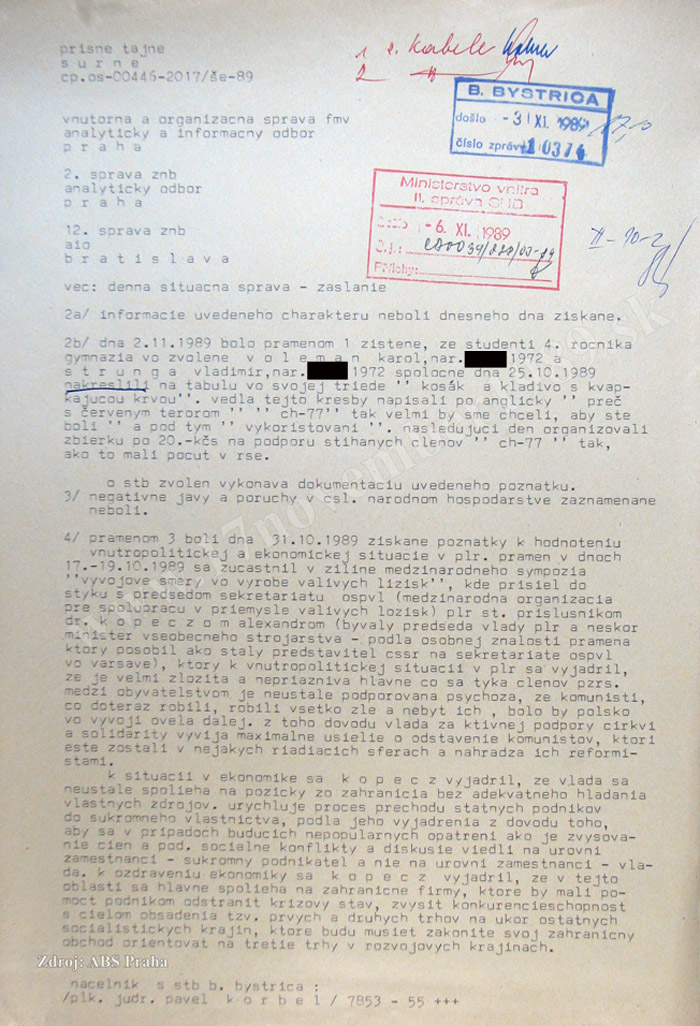 prisne tajne
s u r n e
cp.os-00446-2017/še-89
1 e. Kabele
2
B. BYSTRICA
došlo -3. XI. 1989
číslo zprávy 10374
vnutorna a organizacna sprava fmv
analyticky a informacny odbor
p r a h a
2. sprava znb
analyticky odbor
p r a h a
12. sprava znb
aio
b r a t i s l a v a
Ministerstvo vnitra
II. správa SNB
Došlo -6. XI. 1989
Č.j.:
Přílohy:
vec: denna situacna sprava - zaslanie
2a/ informacie uvedeneho charakteru neboli dnesneho dna ziskane.
2b/ dna 2.11.1989 bolo pramenom 1 zistene, ze studenti 4. rocnika
gymnazia vo zvolene v o l e m a n karol,nar. 1972 a
s t r u n g a vladimir,nar. 1972 spolocne dna 25.10.1989
nakreslili na tabulu vo svojej triede '' kosák a kladivo s kvap-
kajucou krvou''. vedla tejto kresby napisali po anglicky '' preč
s červenym terorom '' '' ch-77'' tak velmi by sme chceli, aby ste
boli '' a pod tym '' vykoristovani ''. nasledujuci den organizovali
zbierku po 20.-kčs na podporu stihanych clenov '' ch-77 '' tak,
ako to mali pocut v rse.
o stb zvolen vykonava dokumentaciu uvedeneho poznatku.
3/ negativne javy a poruchy v csl. narodnom hospodarstve zaznamenane
neboli.
4/ pramenom 3 boli dna 31.10.1989 ziskane poznatky k hodnoteniu
vnutropolitickej a ekonomickej situacie v plr. pramen v dnoch
17.-19.10.1989 sa zucastnil v ziline medzinarodneho sympozia
''vyvojove smery vo vyrobe valivych lizisk'', kde prisiel do
styku s predsedom sekretariatu ospvl (medzinarodna organizacia
pre spolupracu v priemysle valivych lozisk) plr st. prislusnikom
dr. k o p e c z o m alexandrom (byvaly predseda vlady plr a neskor
minister vseobecneho strojarstva - podla osobnej znalosti pramena
ktory posobil ako staly predstavitel cssr na sekretariate ospvl
vo varsave), ktory k vnutropolitickej situacii v plr sa vyjadril,
ze je velmi zlozita a nepriazniva hlavne co sa tyka clenov pzrs.
medzi obyvatelstvom je neustale podporovana psychoza, ze komunisti,
co doteraz robili, robili vsetko zle a nebyt ich , bolo by polsko
vo vyvoji ovela dalej. z toho dovodu vlada za ktivnej podpory cirkvi
a solidarity vyvija maximalne usielie o odstavenie komunistov, ktori
este zostali v nejakych riadiacich sferach a nahradza ich reformi-
stami.
k situacii v ekonomike sa k o p e c z vyjadril, ze vlada sa
neustale spolieha na pozicky zo zahranicia bez adekvatneho hladania
vlastnych zdrojov. urychluje proces prechodu statnych podnikov
do sukromneho vlastnictva, podla jeho vyjadrenia z dovodu toho,
aby sa v pripadoch buducich nepopularnych opatreni ako je zvysova-
nie cien a pod. socialne konflikty a diskusie viedli na urovni
zamestnanci - sukromny podnikatel a nie na urovni zamestnanci - vla-
da. k ozdraveniu ekonomiky sa k o p e c z vyjadril, ze v tejto
oblasti sa hlavne spolieha na zahranicne firmy, ktore by mali po-
moct podnikom odstranit krizovy stav, zvysit konkurencieschopnost
s cielom obsadenia tzv. prvych a druhych trhov na ukor ostatnych
socialistickych krajin, ktore budu musiet zakonite svoj zahranicny
obchod orientovat na tretie trhy v rozvojovych krajinach.
Zdroj: ABS Praha
nacelnik s stb b. bystrica :
/plk. judr. pavel k o r b e l / 7853 - 55 +++